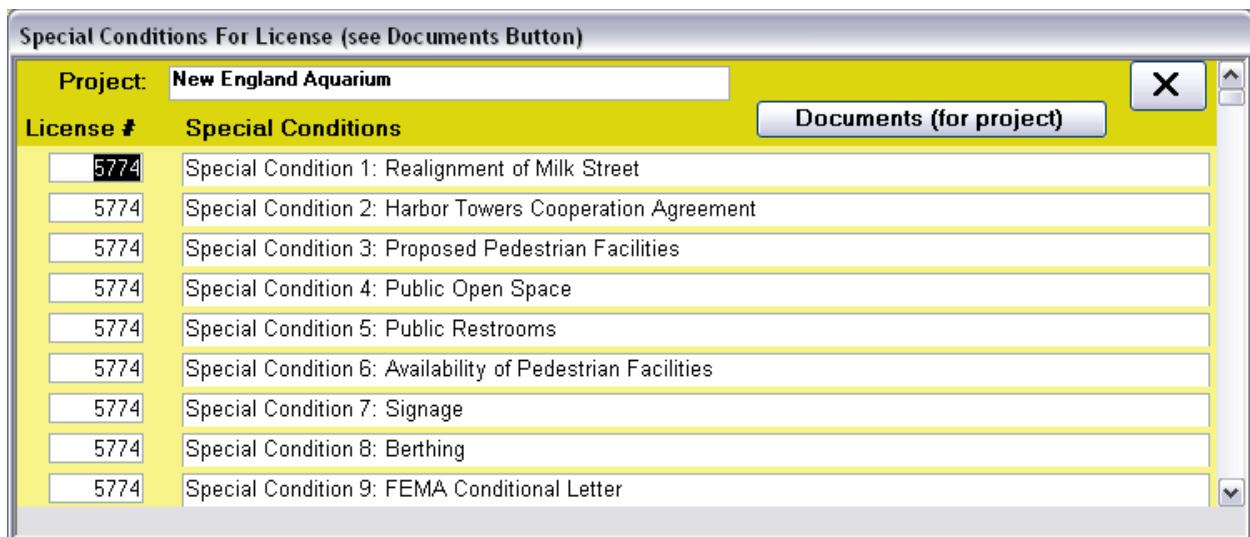 Special Conditions For License (see Documents Button)
Project: New England Aquarium X
Documents (for project)
License # Special Conditions
5774 Special Condition 1: Realignment of Milk Street
5774 Special Condition 2: Harbor Towers Cooperation Agreement
5774 Special Condition 3: Proposed Pedestrian Facilities
5774 Special Condition 4: Public Open Space
5774 Special Condition 5: Public Restrooms
5774 Special Condition 6: Availability of Pedestrian Facilities
5774 Special Condition 7: Signage
5774 Special Condition 8: Berthing
5774 Special Condition 9: FEMA Conditional Letter